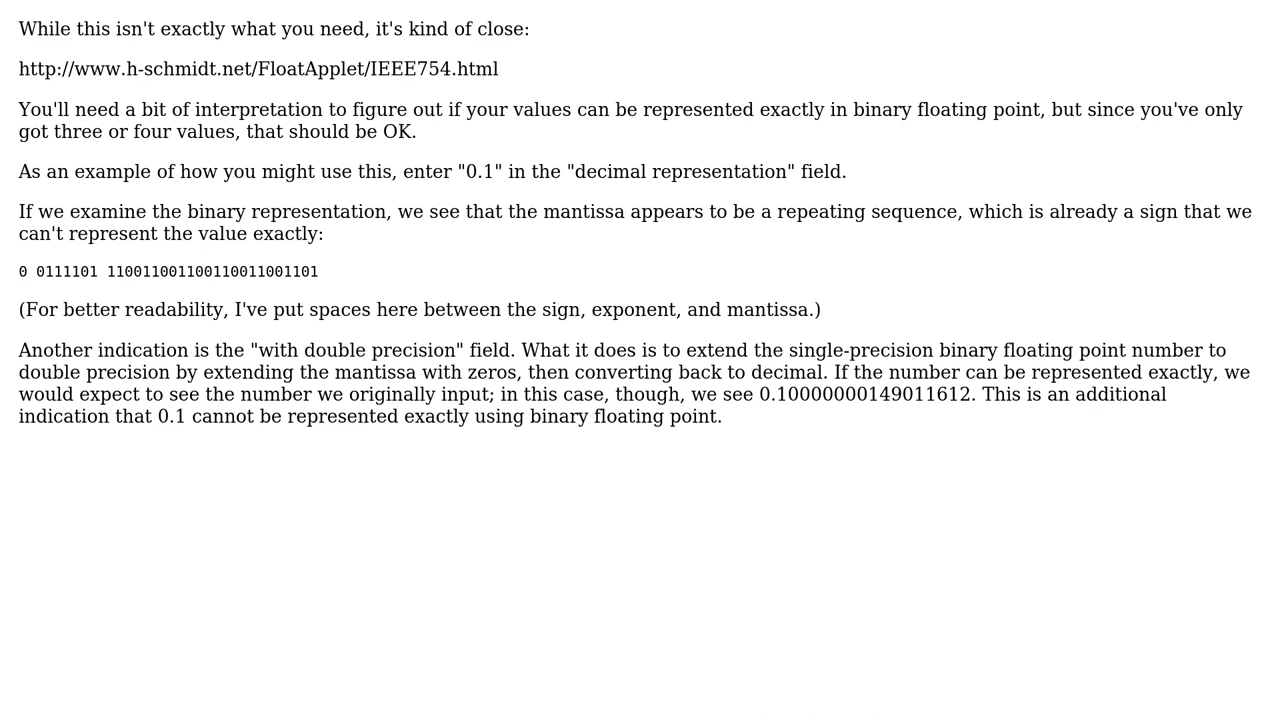 While this isn't exactly what you need, it's kind of close:
http://www.h-schmidt.net/FloatApplet/IEEE754.html
You'll need a bit of interpretation to figure out if your values can be represented exactly in binary floating point, but since you've only
got three or four values, that should be OK.
As an example of how you might use this, enter "0.1" in the "decimal representation" field.
If we examine the binary representation, we see that the mantissa appears to be a repeating sequence, which is already a sign that we
can't represent the value exactly:
0 0111101 110011001100110011001101
(For better readability, I've put spaces here between the sign, exponent, and mantissa.)
Another indication is the "with double precision" field. What it does is to extend the single-precision binary floating point number to
double precision by extending the mantissa with zeros, then converting back to decimal. If the number can be represented exactly, we
would expect to see the number we originally input; in this case, though, we see 0.10000000149011612. This is an additional
indication that 0.1 cannot be represented exactly using binary floating point.